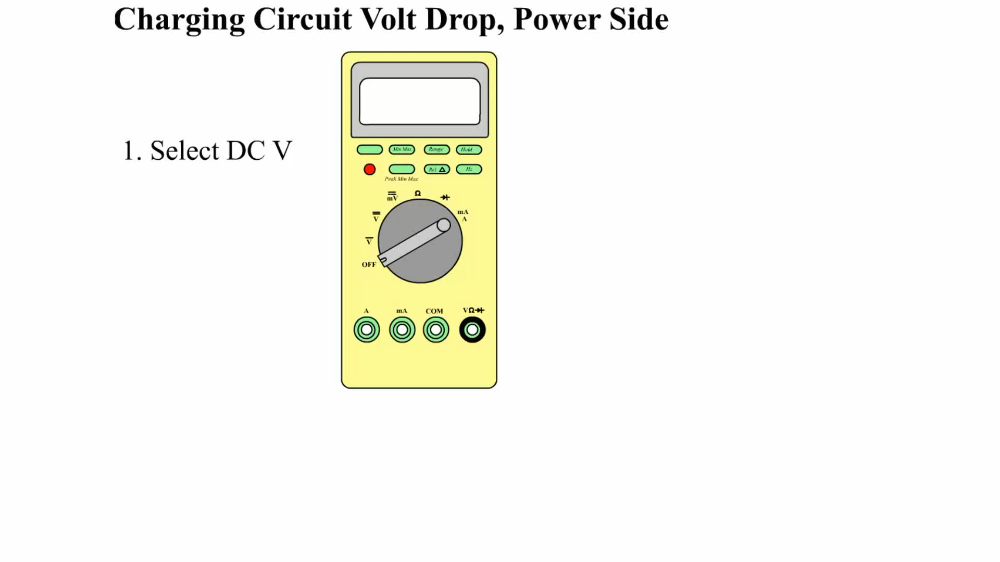 Charging Circuit Volt Drop, Power Side
1. Select DC V
Min Max Range Hold
Rel Δ Hz
Peak Min Max
mV Ω mA
V A
V
OFF
A mA COM VΩ